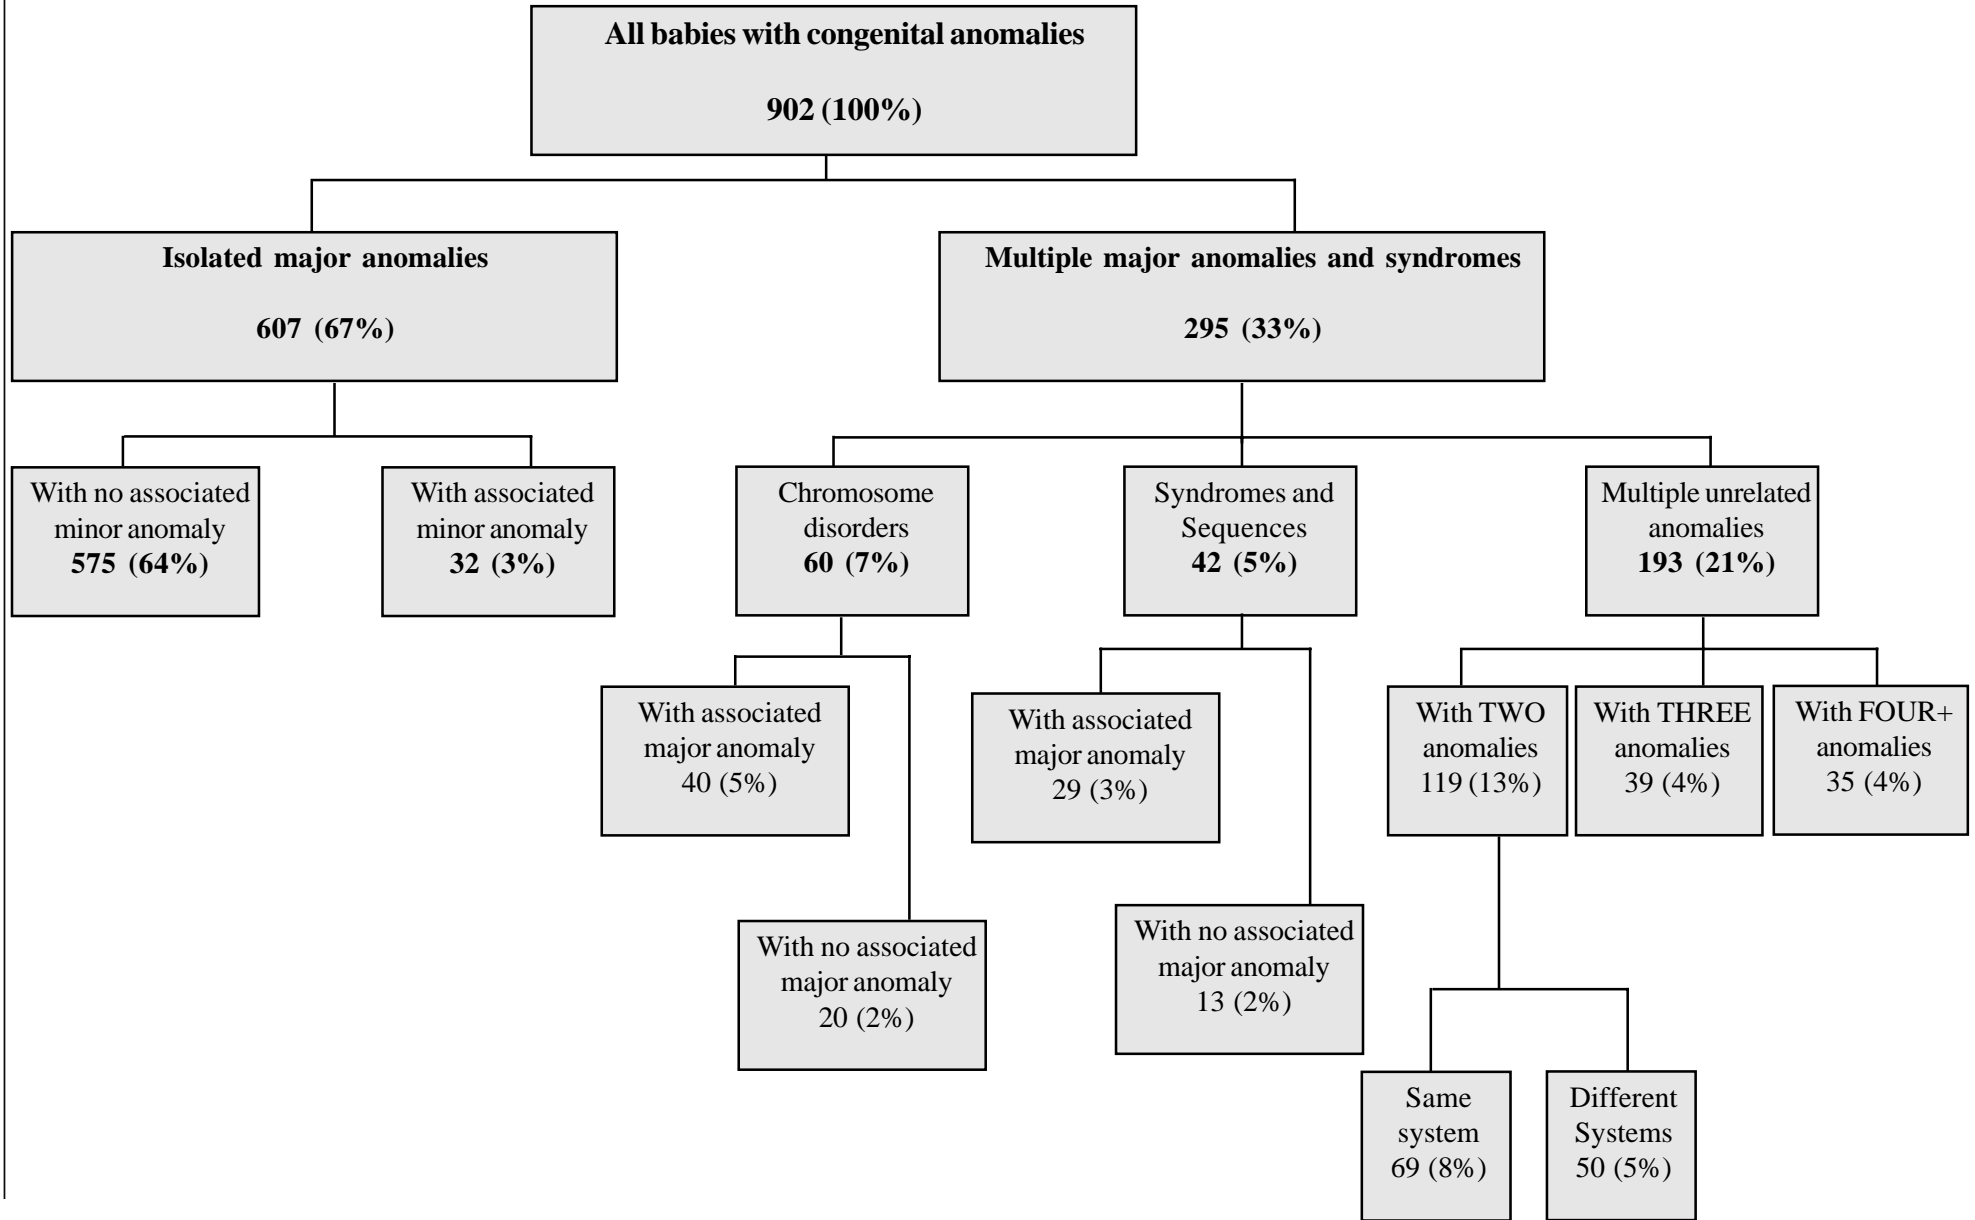 All babies with congenital anomalies
902 (100%)
Isolated major anomalies
607 (67%)
Multiple major anomalies and syndromes
295 (33%)
With no associated
minor anomaly
575 (64%)
With associated
minor anomaly
32 (3%)
Chromosome
disorders
60 (7%)
Syndromes and
Sequences
42 (5%)
Multiple unrelated
anomalies
193 (21%)
With associated
major anomaly
40 (5%)
With no associated
major anomaly
20 (2%)
With associated
major anomaly
29 (3%)
With no associated
major anomaly
13 (2%)
With TWO
anomalies
119 (13%)
With THREE
anomalies
39 (4%)
With FOUR+
anomalies
35 (4%)
Same
system
69 (8%)
Different
Systems
50 (5%)